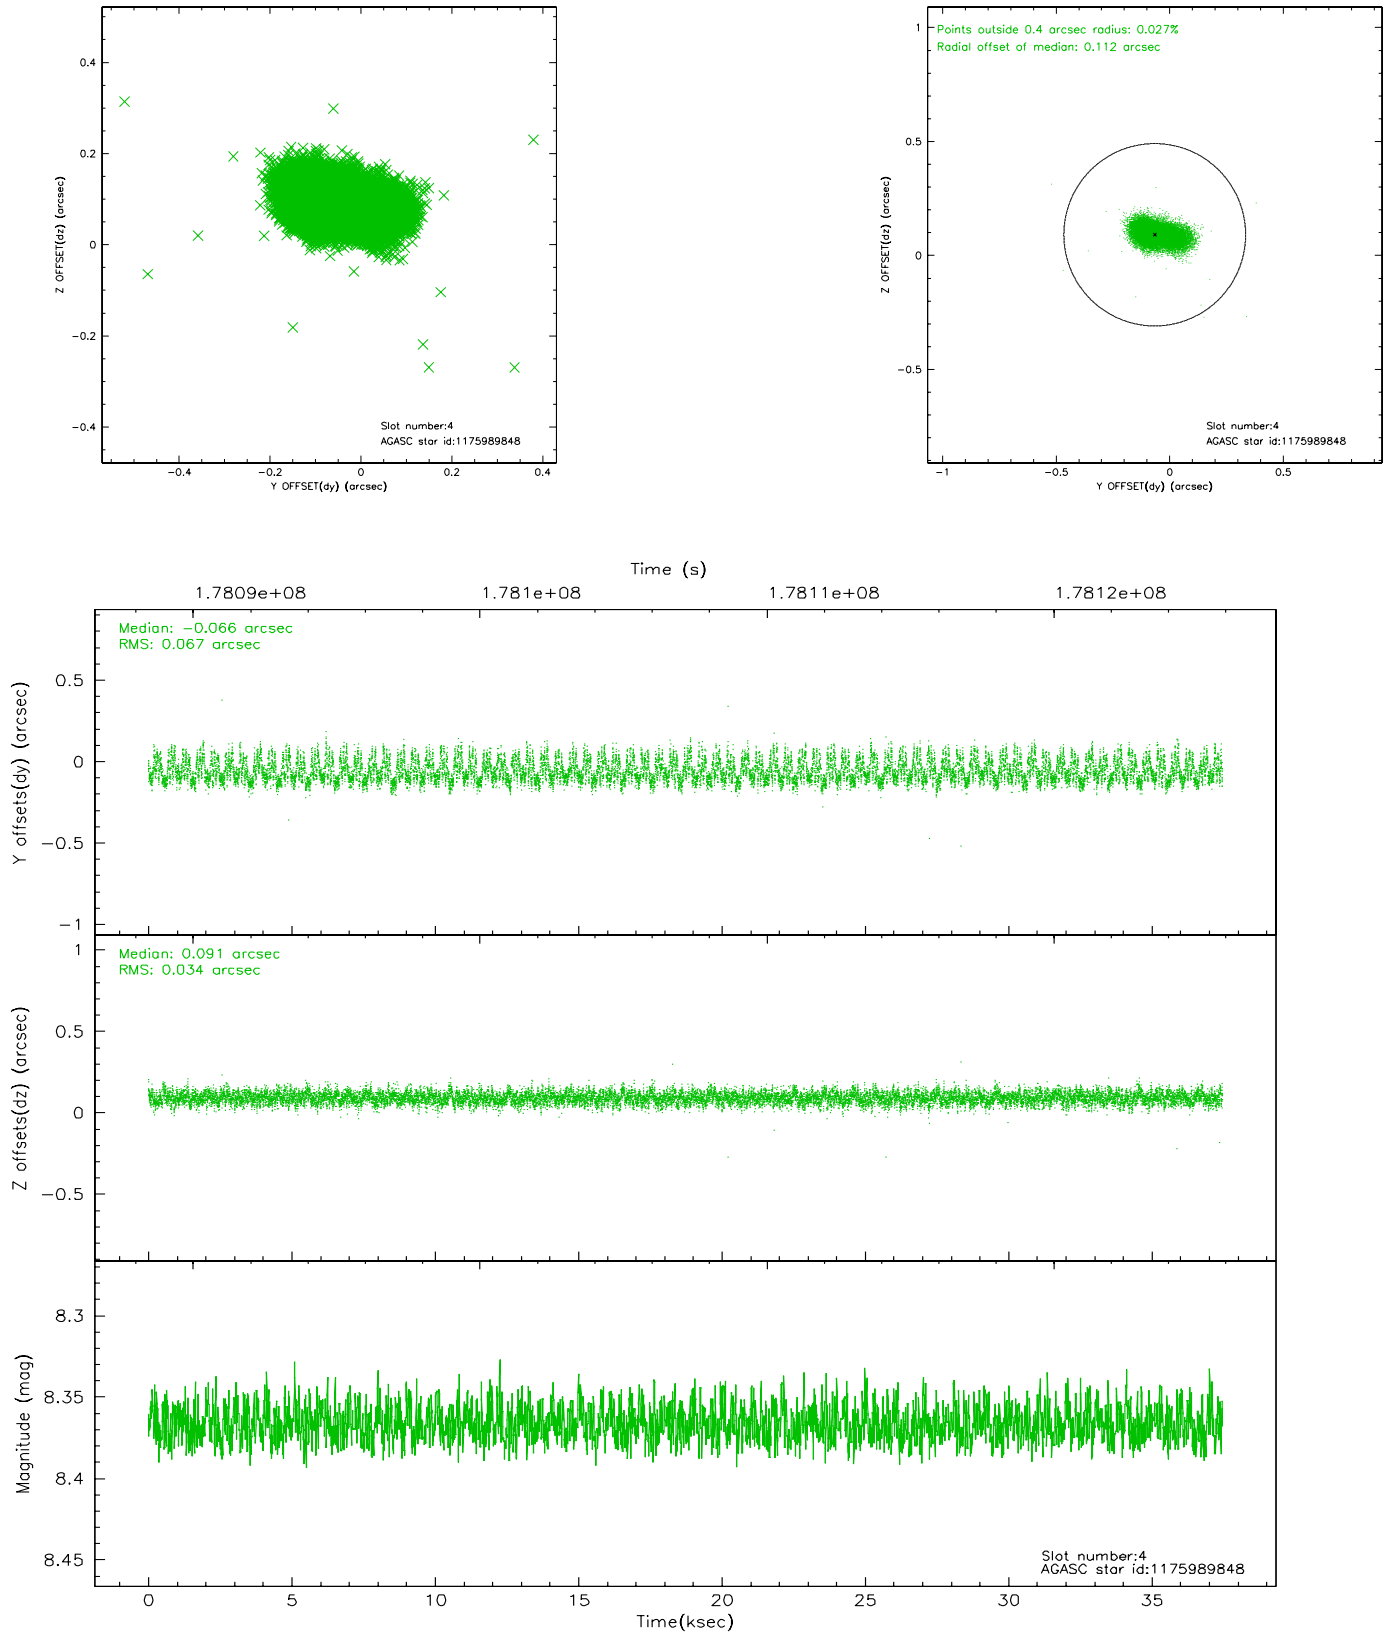 0.4
0.2
0
−0.2
−0.4
Z OFFSET(dz) (arcsec)
Slot number:4
AGASC star id:1175989848
−0.4 −0.2 0 0.2 0.4
Y OFFSET(dy) (arcsec)
Points outside 0.4 arcsec radius: 0.027%
Radial offset of median: 0.112 arcsec
1
0.5
0
−0.5
Z OFFSET(dz) (arcsec)
Slot number:4
AGASC star id:1175989848
−1 −0.5 0 0.5
Y OFFSET(dy) (arcsec)
Time (s)
1.7809e+08 1.781e+08 1.7811e+08 1.7812e+08
Median: −0.066 arcsec
RMS: 0.067 arcsec
0.5
0
−0.5
−1
Y offsets(dy) (arcsec)
Median: 0.091 arcsec
RMS: 0.034 arcsec
1
0.5
0
−0.5
Z offsets(dz) (arcsec)
8.3
8.35
8.4
8.45
Magnitude (mag)
Slot number:4
AGASC star id:1175989848
0 5 10 15 20 25 30 35
Time(ksec)